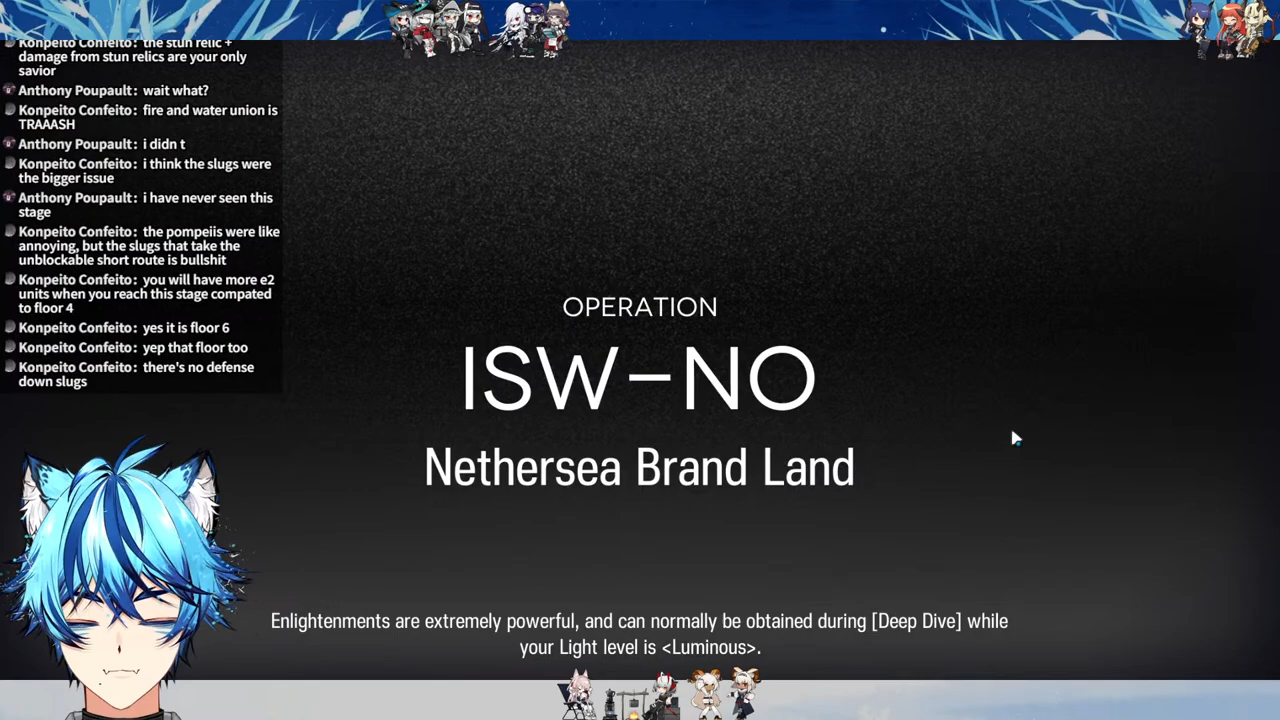 Konpeito Confeito: the stun relic +
damage from stun relics are your only
savior
Anthony Poupault: wait what?
Konpeito Confeito: fire and water union is
TRAAASH
Anthony Poupault: i didn t
Konpeito Confeito: i think the slugs were
the bigger issue
Anthony Poupault: i have never seen this
stage
Konpeito Confeito: the pompeiis were like
annoying, but the slugs that take the
unblockable short route is bullshit
Konpeito Confeito: you will have more e2
units when you reach this stage compated
to floor 4
Konpeito Confeito: yes it is floor 6
Konpeito Confeito: yep that floor too
Konpeito Confeito: there's no defense
down slugs
OPERATION
ISW-NO
Nethersea Brand Land
Enlightenments are extremely powerful, and can normally be obtained during [Deep Dive] while
your Light level is <Luminous>.